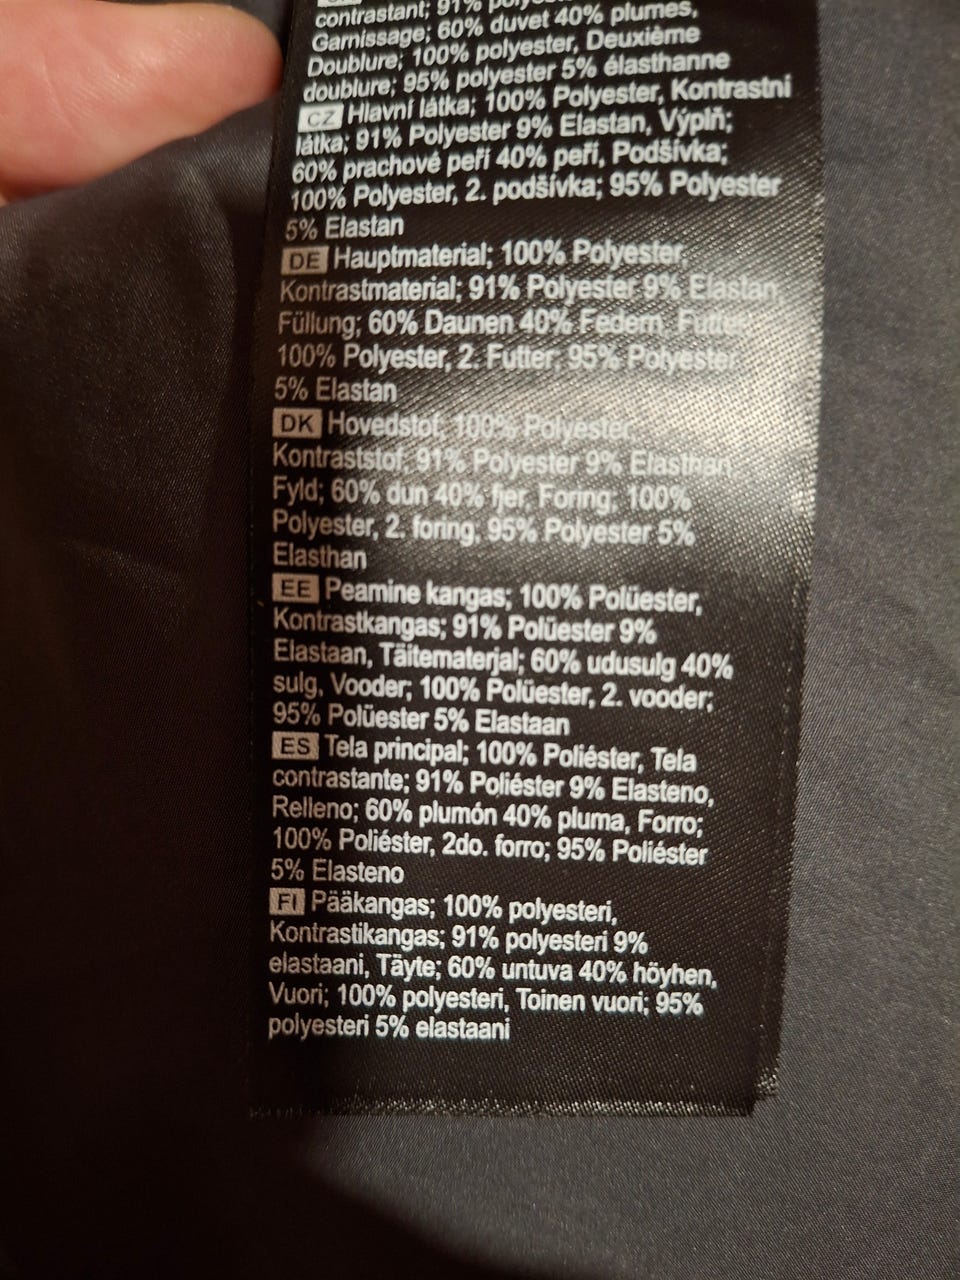 contrastant; 91%
Garnissage; 60% duvet 40% plumes,
Doublure; 100% polyester, Deuxième
doublure; 95% polyester 5% élasthanne
CZ Hlavní látka; 100% Polyester, Kontrastní
látka; 91% Polyester 9% Elastan, Výplň;
60% prachové peří 40% peří, Podšívka;
100% Polyester, 2. podšívka; 95% Polyester
5% Elastan
DE Hauptmaterial; 100% Polyester,
Kontrastmaterial; 91% Polyester 9% Elastan,
Füllung; 60% Daunen 40% Federn, Futter;
100% Polyester, 2. Futter; 95% Polyester
5% Elastan
DK Hovedstof; 100% Polyester,
Kontraststof; 91% Polyester 9% Elasthan,
Fyld; 60% dun 40% fjer, Foring; 100%
Polyester, 2. foring; 95% Polyester 5%
Elasthan
EE Peamine kangas; 100% Polüester,
Kontrastkangas; 91% Polüester 9%
Elastaan, Täitematerjal; 60% udusulg 40%
sulg, Vooder; 100% Polüester, 2. vooder;
95% Polüester 5% Elastaan
ES Tela principal; 100% Poliéster, Tela
contrastante; 91% Poliéster 9% Elasteno,
Relleno; 60% plumón 40% pluma, Forro;
100% Poliéster, 2do. forro; 95% Poliéster
5% Elasteno
FI Pääkangas; 100% polyesteri,
Kontrastikangas; 91% polyesteri 9%
elastaani, Täyte; 60% untuva 40% höyhen,
Vuori; 100% polyesteri, Toinen vuori; 95%
polyesteri 5% elastaani